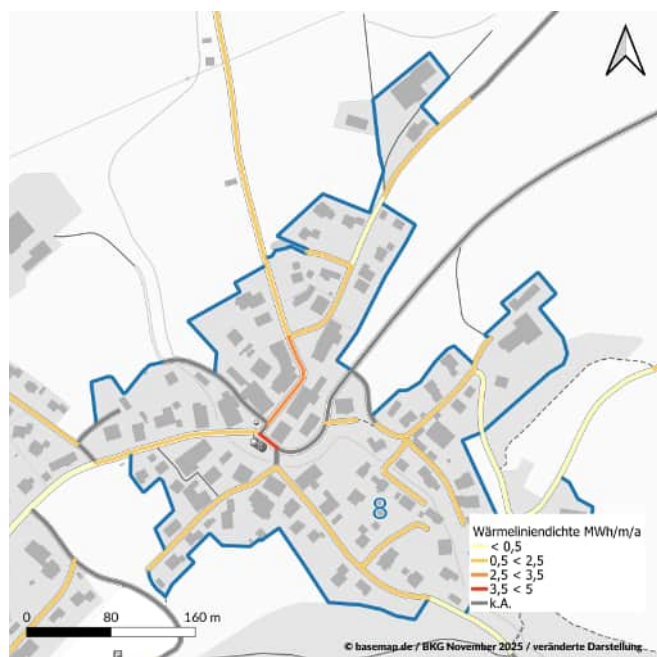 8
Wärmeliniendichte MWh/m/a
< 0,5
0,5 < 2,5
2,5 < 3,5
3,5 < 5
k.A.
0 80 160 m
© basemap.de / BKG November 2025 / veränderte Darstellung